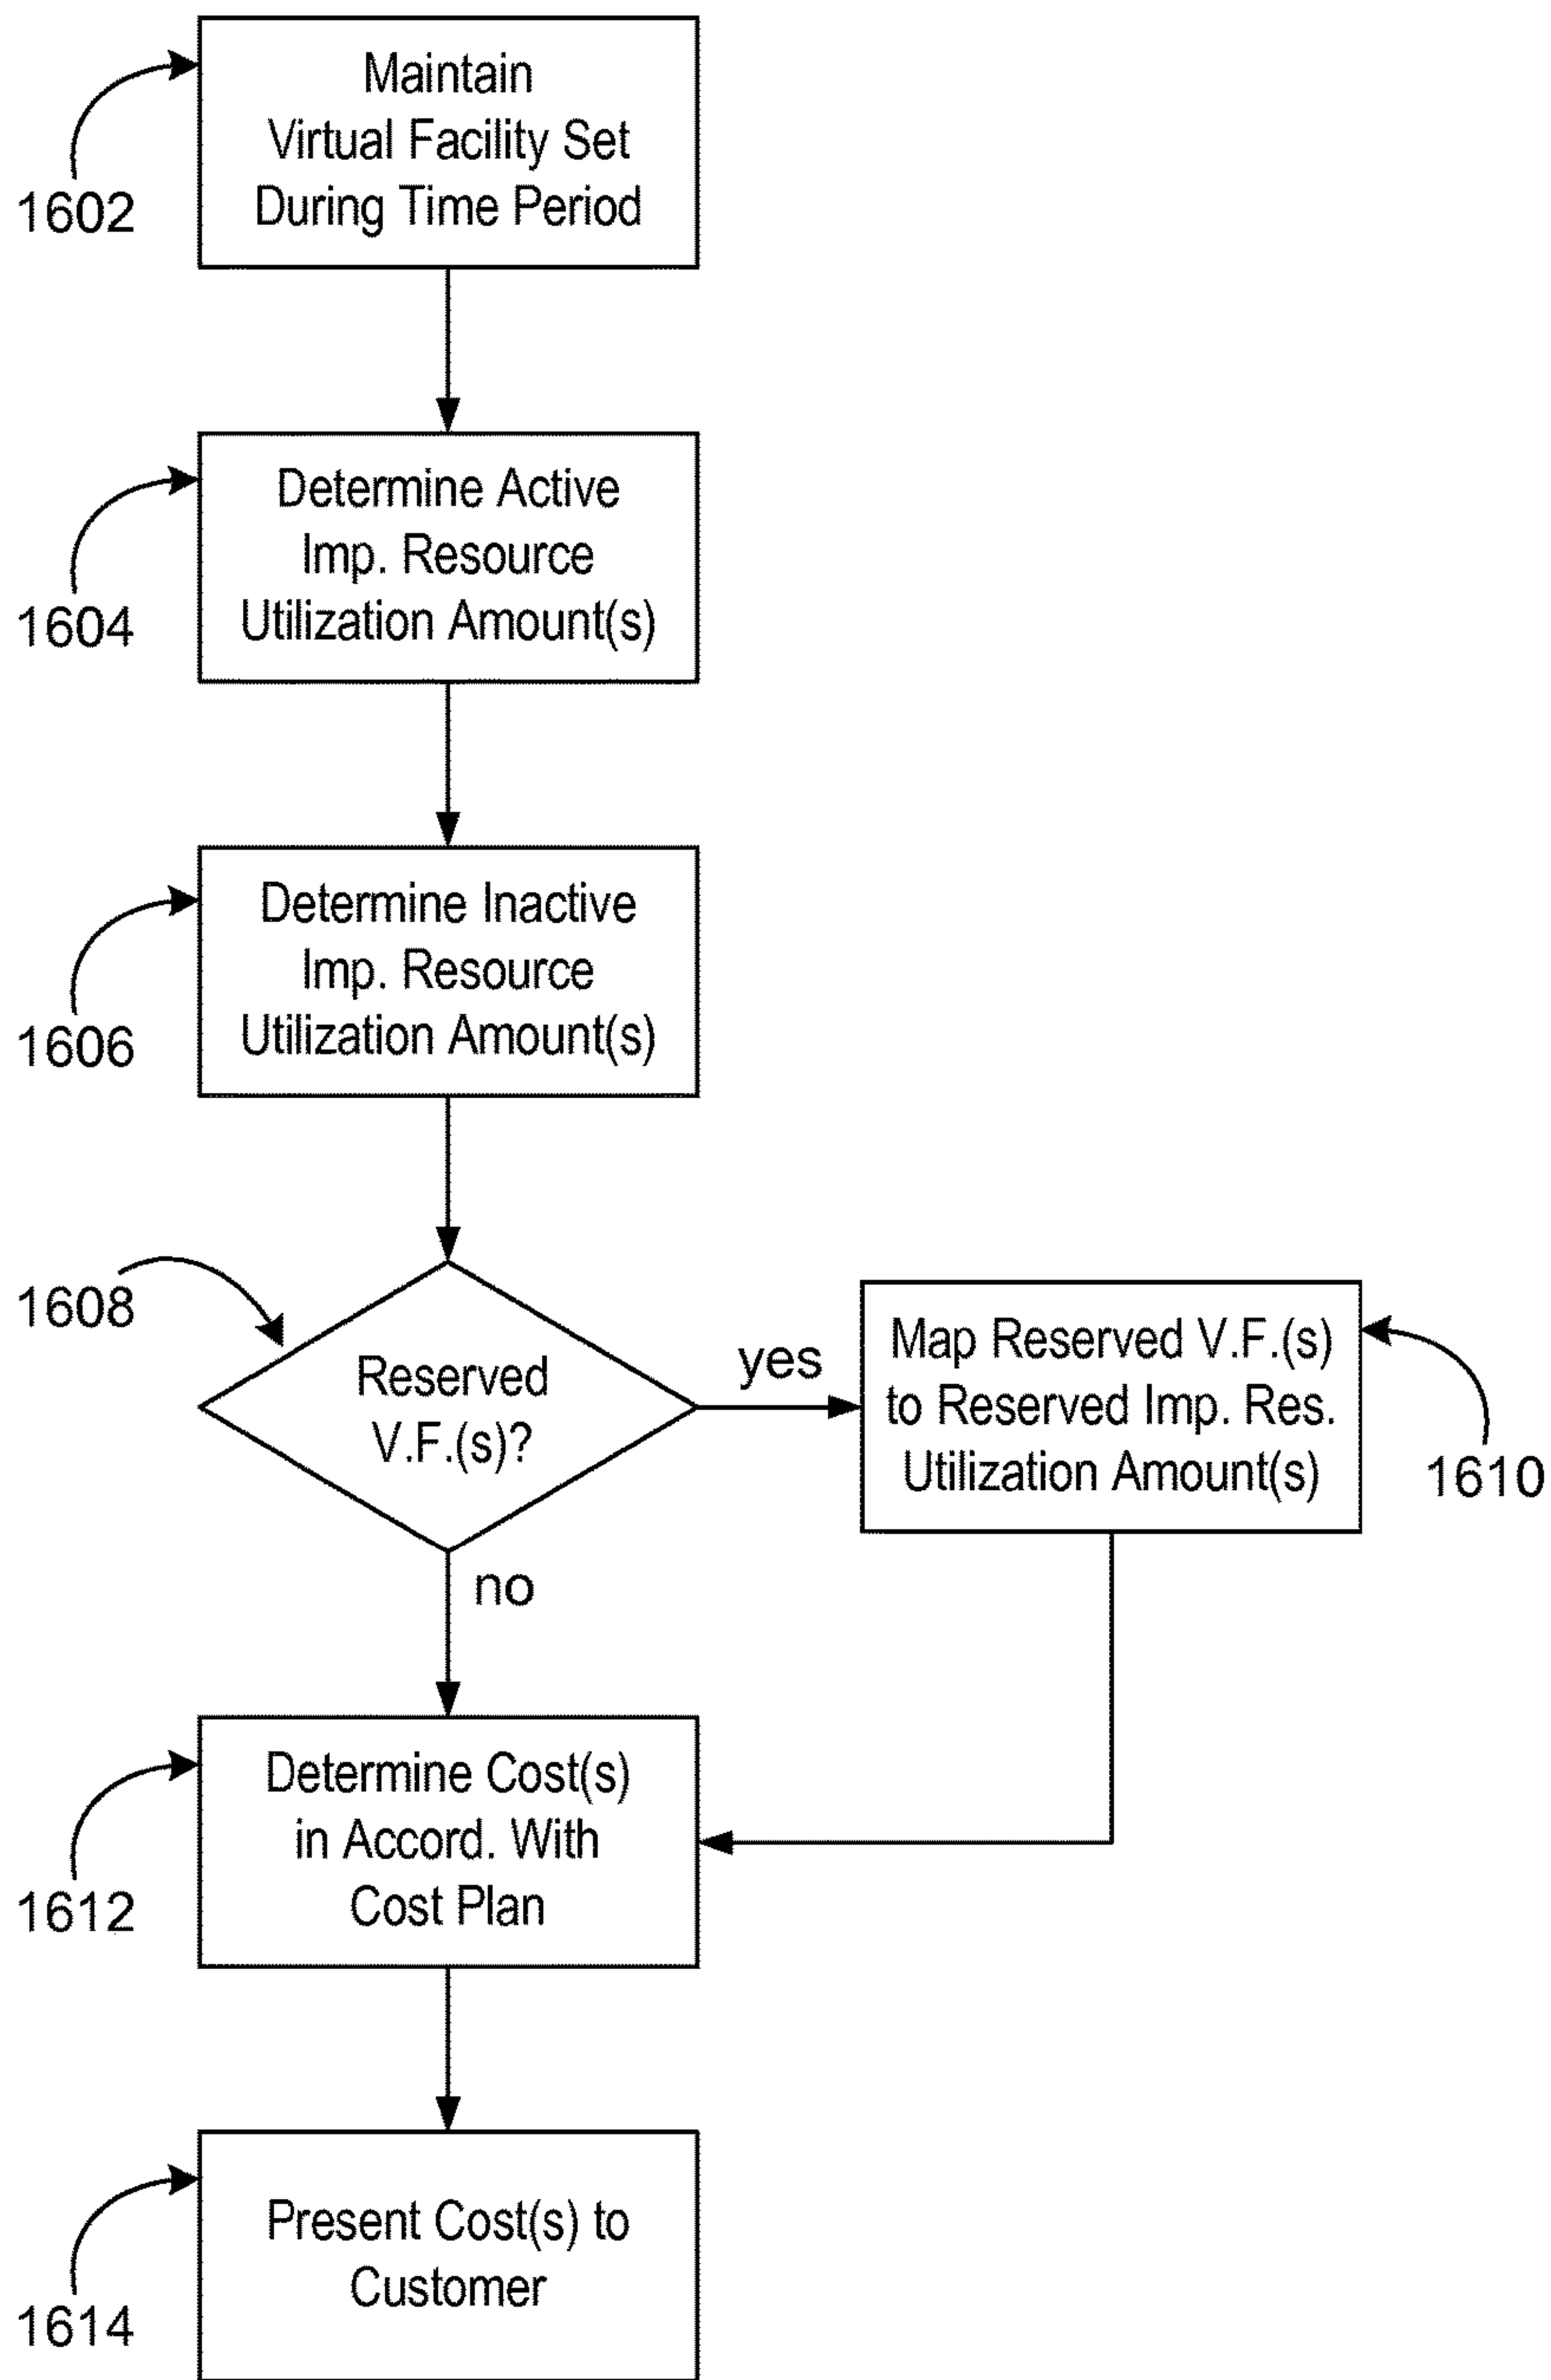 Maintain
Virtual Facility Set
During Time Period
1602
Determine Active
Imp. Resource
Utilization Amount(s)
1604
Determine Inactive
Imp. Resource
Utilization Amount(s)
1606
1608
Reserved
V.F.(s)?
yes
no
Map Reserved V.F.(s)
to Reserved Imp. Res.
Utilization Amount(s)
1610
Determine Cost(s)
in Accord. With
Cost Plan
1612
Present Cost(s) to
Customer
1614